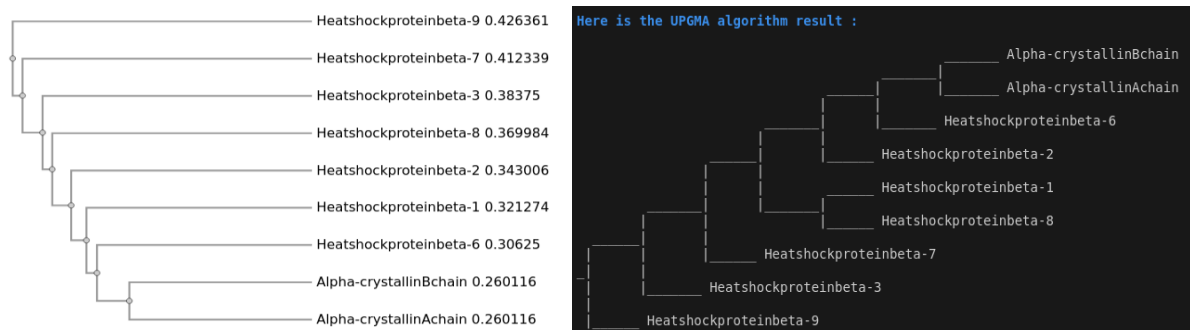 Heatshockproteinbeta-9 0.426361
Heatshockproteinbeta-7 0.412339
Heatshockproteinbeta-3 0.38375
Heatshockproteinbeta-8 0.369984
Heatshockproteinbeta-2 0.343006
Heatshockproteinbeta-1 0.321274
Heatshockproteinbeta-6 0.30625
Alpha-crystallinBchain 0.260116
Alpha-crystallinAchain 0.260116
Here is the UPGMA algorithm result :
Alpha-crystallinBchain
Alpha-crystallinAchain
Heatshockproteinbeta-6
Heatshockproteinbeta-2
Heatshockproteinbeta-1
Heatshockproteinbeta-8
Heatshockproteinbeta-7
Heatshockproteinbeta-3
Heatshockproteinbeta-9